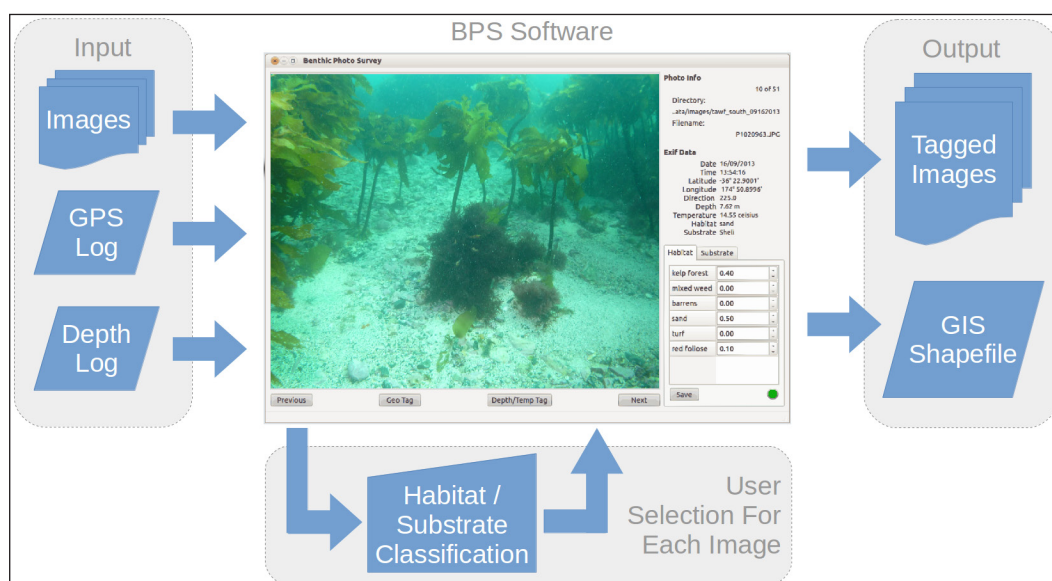 Input
BPS Software
Output
Images
GPS
Log
Depth
Log
Benthic Photo Survey
Photo Info
10 of 51
Directory:
..ata/images/tawf_south_09162013
Filename:
P1020963.JPG
Exif Data
Date 16/09/2013
Time 13:54:16
Latitude -36° 22.9001'
Longitude 174° 50.8996'
Direction 225.0
Depth 7.67 m
Temperature 14.55 celsius
Habitat sand
Substrate Shell
Habitat Substrate
kelp forest 0.40
mixed weed 0.00
barrens 0.00
sand 0.50
turf 0.00
red foliose 0.10
Save
Previous Geo Tag Depth/Temp Tag Next
Tagged
Images
GIS
Shapefile
Habitat /
Substrate
Classification
User
Selection For
Each Image